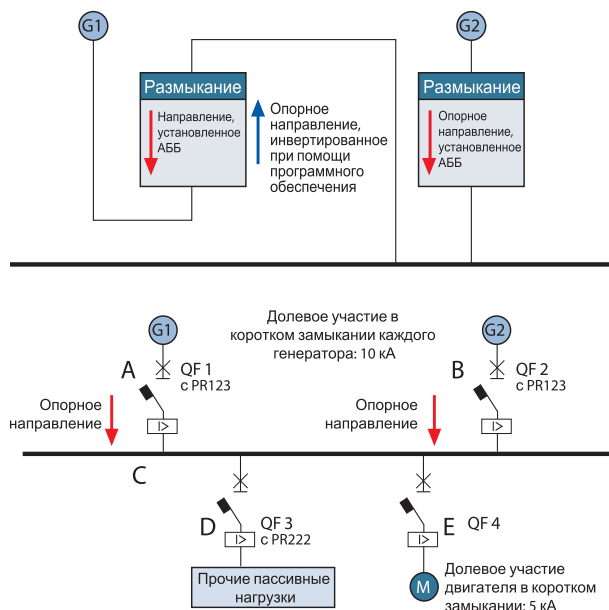 G1
G2
Размыкание
Направление,
установленное
АББ
Опорное
направление,
инвертированное
при помощи
программного
обеспечения
Размыкание
Опорное
направление,
установленное
АББ
G1
Долевое участие в
коротком замыкании каждого
генератора: 10 кА
G2
A
QF 1
с PR123
B
QF 2
с PR123
Опорное
направление
I>
Опорное
направление
I>
C
D
I>
QF 3
с PR222
E
I>
QF 4
Прочие пассивные
нагрузки
M
Долевое участие
двигателя в коротком
замыкании: 5 кА